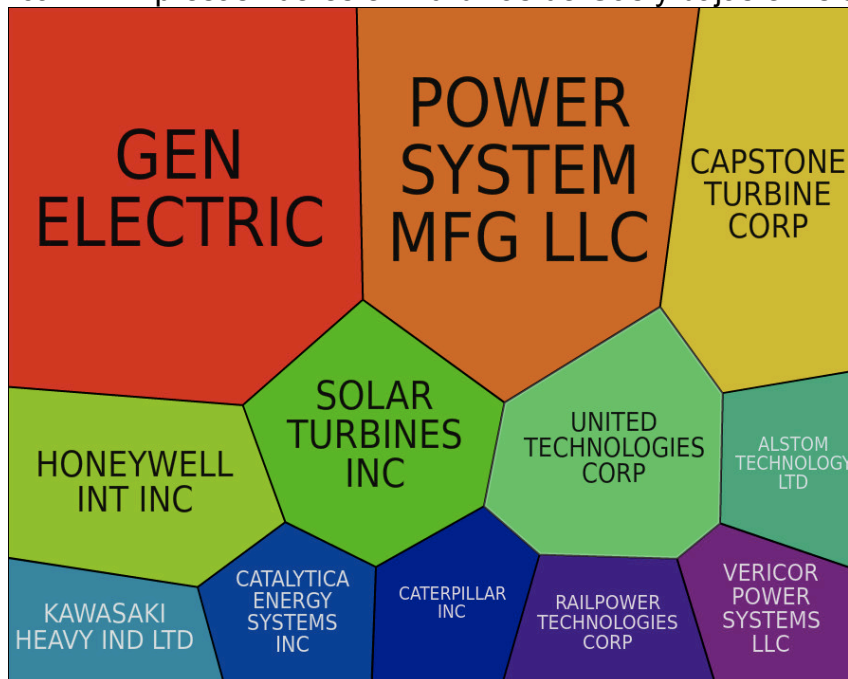 GEN
ELECTRIC
POWER
SYSTEM
MFG LLC
CAPSTONE
TURBINE
CORP
SOLAR
TURBINES
INC
UNITED
TECHNOLOGIES
CORP
HONEYWELL
INT INC
ALSTOM
TECHNOLOGY
LTD
KAWASAKI
HEAVY IND LTD
CATALYTICA
ENERGY
SYSTEMS
INC
CATERPILLAR
INC
RAILPOWER
TECHNOLOGIES
CORP
VERICOR
POWER
SYSTEMS
LLC